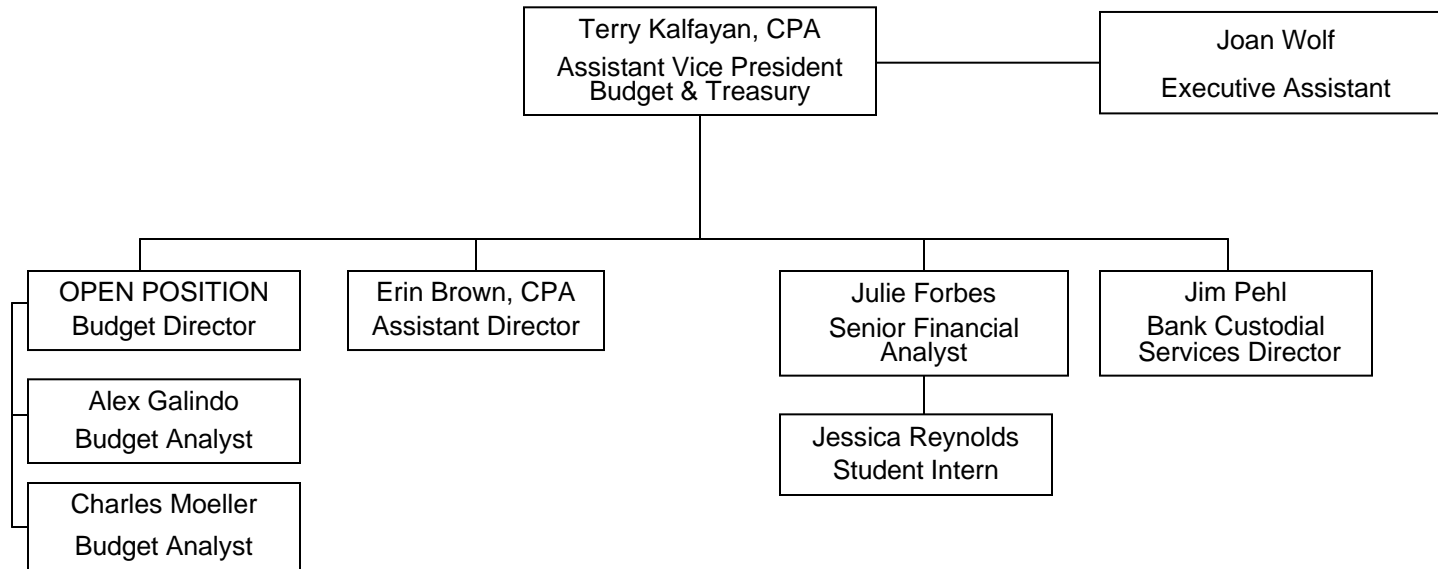 Terry Kalfayan, CPA
Assistant Vice President
Budget & Treasury
Joan Wolf
Executive Assistant
OPEN POSITION
Budget Director
Erin Brown, CPA
Assistant Director
Julie Forbes
Senior Financial
Analyst
Jim Pehl
Bank Custodial
Services Director
Alex Galindo
Budget Analyst
Jessica Reynolds
Student Intern
Charles Moeller
Budget Analyst